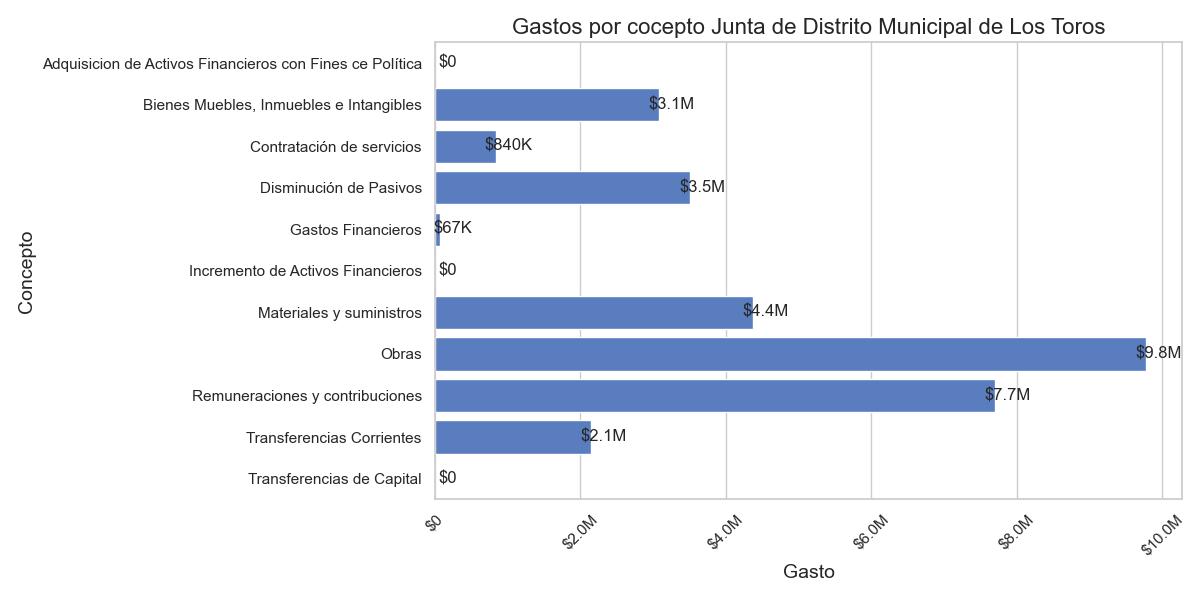 Gastos por cocepto Junta de Distrito Municipal de Los Toros
Concepto
Adquisicion de Activos Financieros con Fines ce Política $0
Bienes Muebles, Inmuebles e Intangibles $3.1M
Contratación de servicios $840K
Disminución de Pasivos $3.5M
Gastos Financieros $67K
Incremento de Activos Financieros $0
Materiales y suministros $4.4M
Obras $9.8M
Remuneraciones y contribuciones $7.7M
Transferencias Corrientes $2.1M
Transferencias de Capital $0
$0 $2.0M $4.0M $6.0M $8.0M $10.0M
Gasto